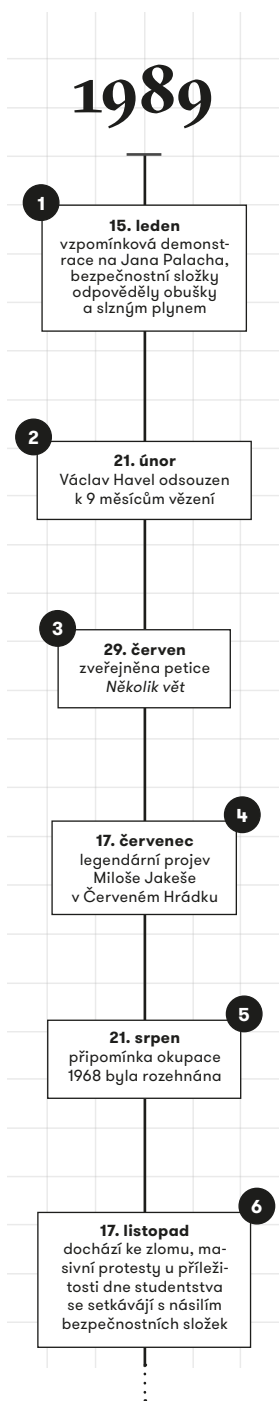 1989
1
15. leden
vzpomínková demonst-
race na Jana Palacha,
bezpečnostní složky
odpověděly obušky
a slzným plynem
2
21. únor
Václav Havel odsouzen
k 9 měsícům vězení
3
29. červen
zveřejněna petice
Několik vět
4
17. červenec
legendární projev
Miloše Jakeše
v Červeném Hrádku
5
21. srpen
připomínka okupace
1968 byla rozehnána
6
17. listopad
dochází ke zlomu, ma-
sivní protesty u příleži-
tosti dne studentstva
se setkávájí s násilím
bezpečnostních složek